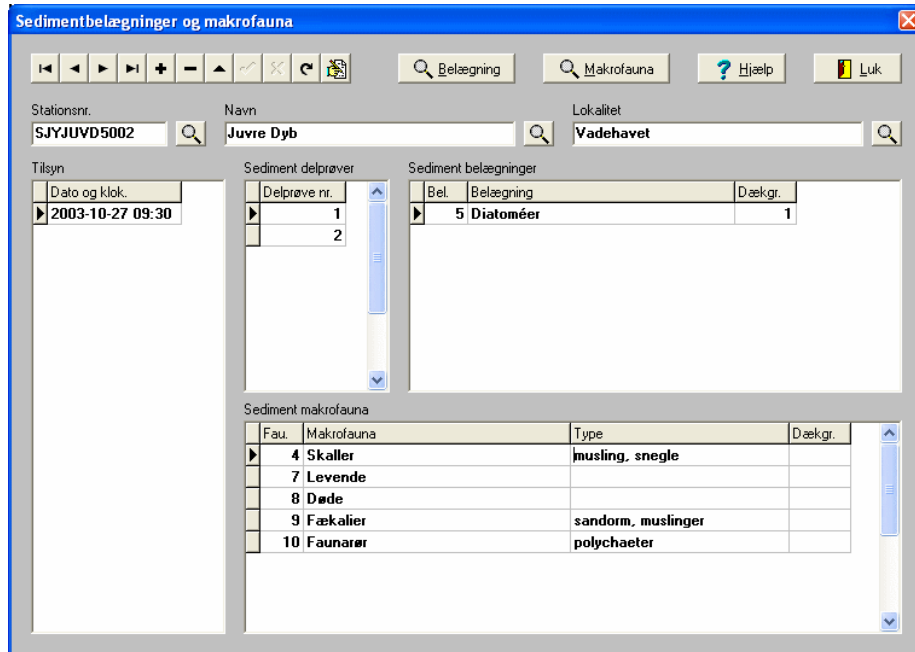 Sedimentbelægninger og makrofauna
Belægning Makrofauna Hjælp Luk
Stationsnr. Navn Lokalitet
SJYJUVD5002 Juvre Dyb Vadehavet
Tilsyn Sediment delprøver Sediment belægninger
Dato og klok. Delprøve nr. Bel. Belægning Dækgr.
2003-10-27 09:30 1 5 Diatoméer 1
2
Sediment makrofauna
Fau. Makrofauna Type Dækgr.
4 Skaller musling, snegle
7 Levende
8 Døde
9 Fækalier sandorm, muslinger
10 Faunarør polychaeter